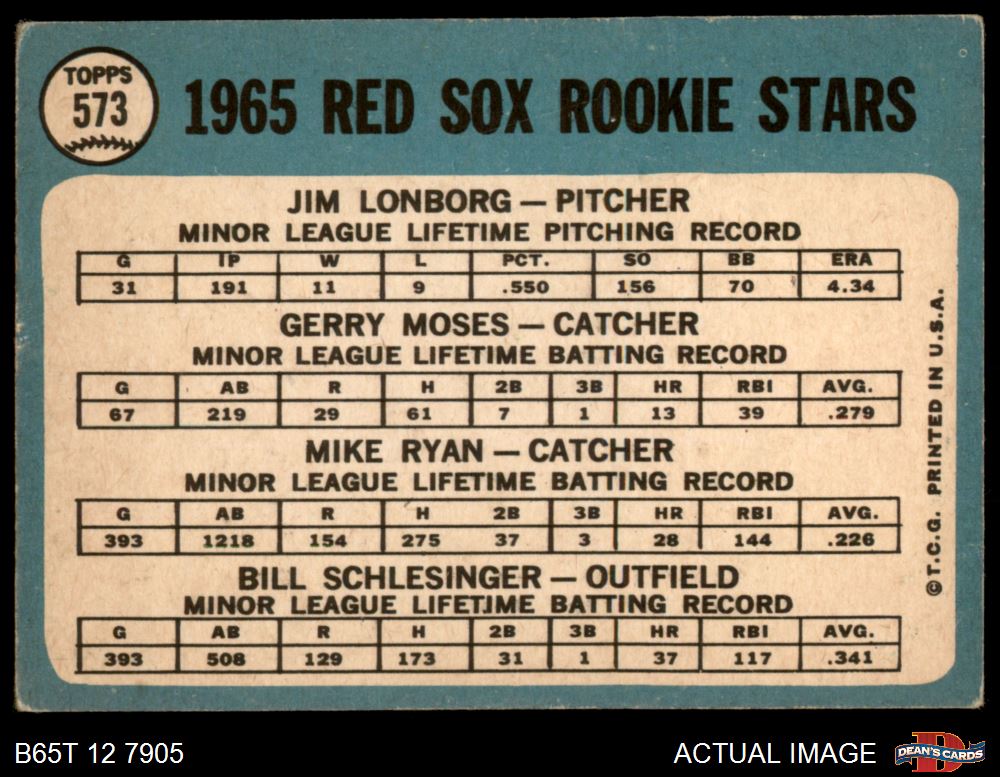 TOPPS
573
1965 RED SOX ROOKIE STARS
JIM LONBORG — PITCHER
MINOR LEAGUE LIFETIME PITCHING RECORD
G IP W L PCT. SO BB ERA
31 191 11 9 .550 156 70 4.34
GERRY MOSES — CATCHER
MINOR LEAGUE LIFETIME BATTING RECORD
G AB R H 2B 3B HR RBI AVG.
67 219 29 61 7 1 13 39 .279
MIKE RYAN — CATCHER
MINOR LEAGUE LIFETIME BATTING RECORD
G AB R H 2B 3B HR RBI AVG.
393 1218 154 275 37 3 28 144 .226
BILL SCHLESINGER — OUTFIELD
MINOR LEAGUE LIFETIME BATTING RECORD
G AB R H 2B 3B HR RBI AVG.
393 508 129 173 31 1 37 117 .341
©T.C.G. PRINTED IN U.S.A.
B65T 12 7905
ACTUAL IMAGE
D
DEAN'S CARDS